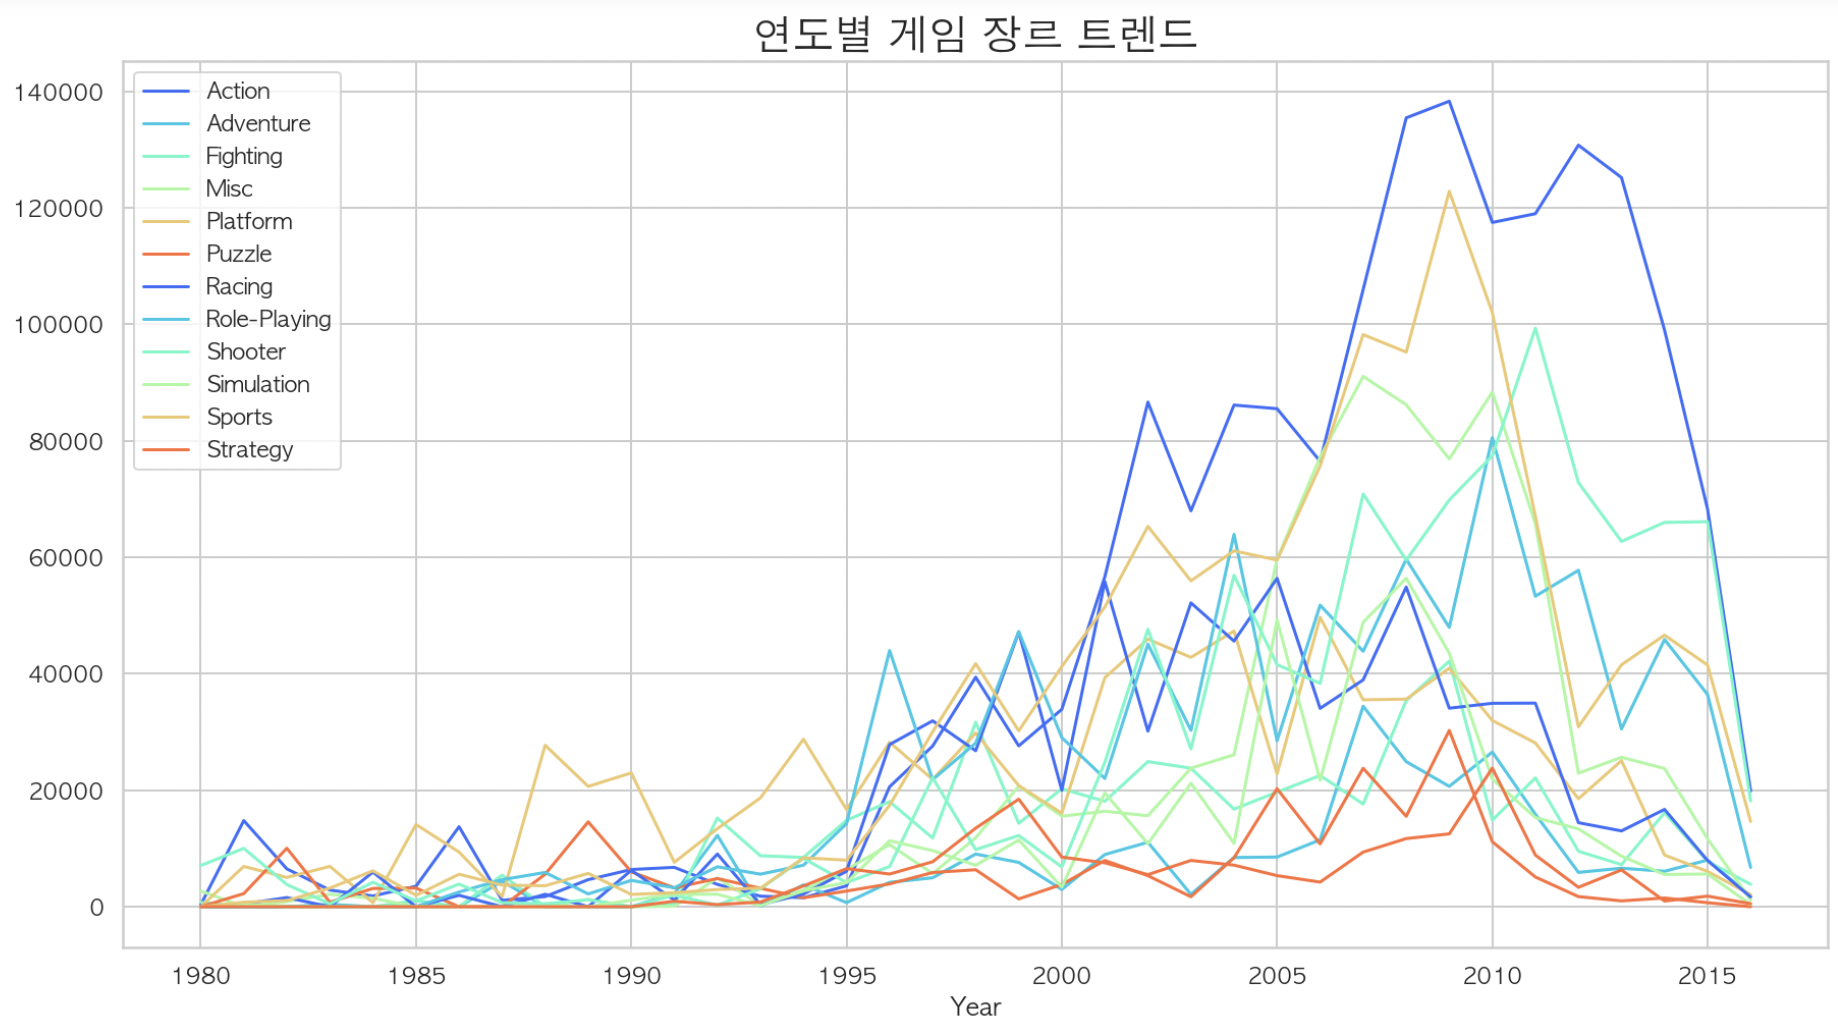 연도별 게임 장르 트렌드
Action
Adventure
Fighting
Misc
Platform
Puzzle
Racing
Role-Playing
Shooter
Simulation
Sports
Strategy
140000
120000
100000
80000
60000
40000
20000
0
1980 1985 1990 1995 2000 2005 2010 2015
Year